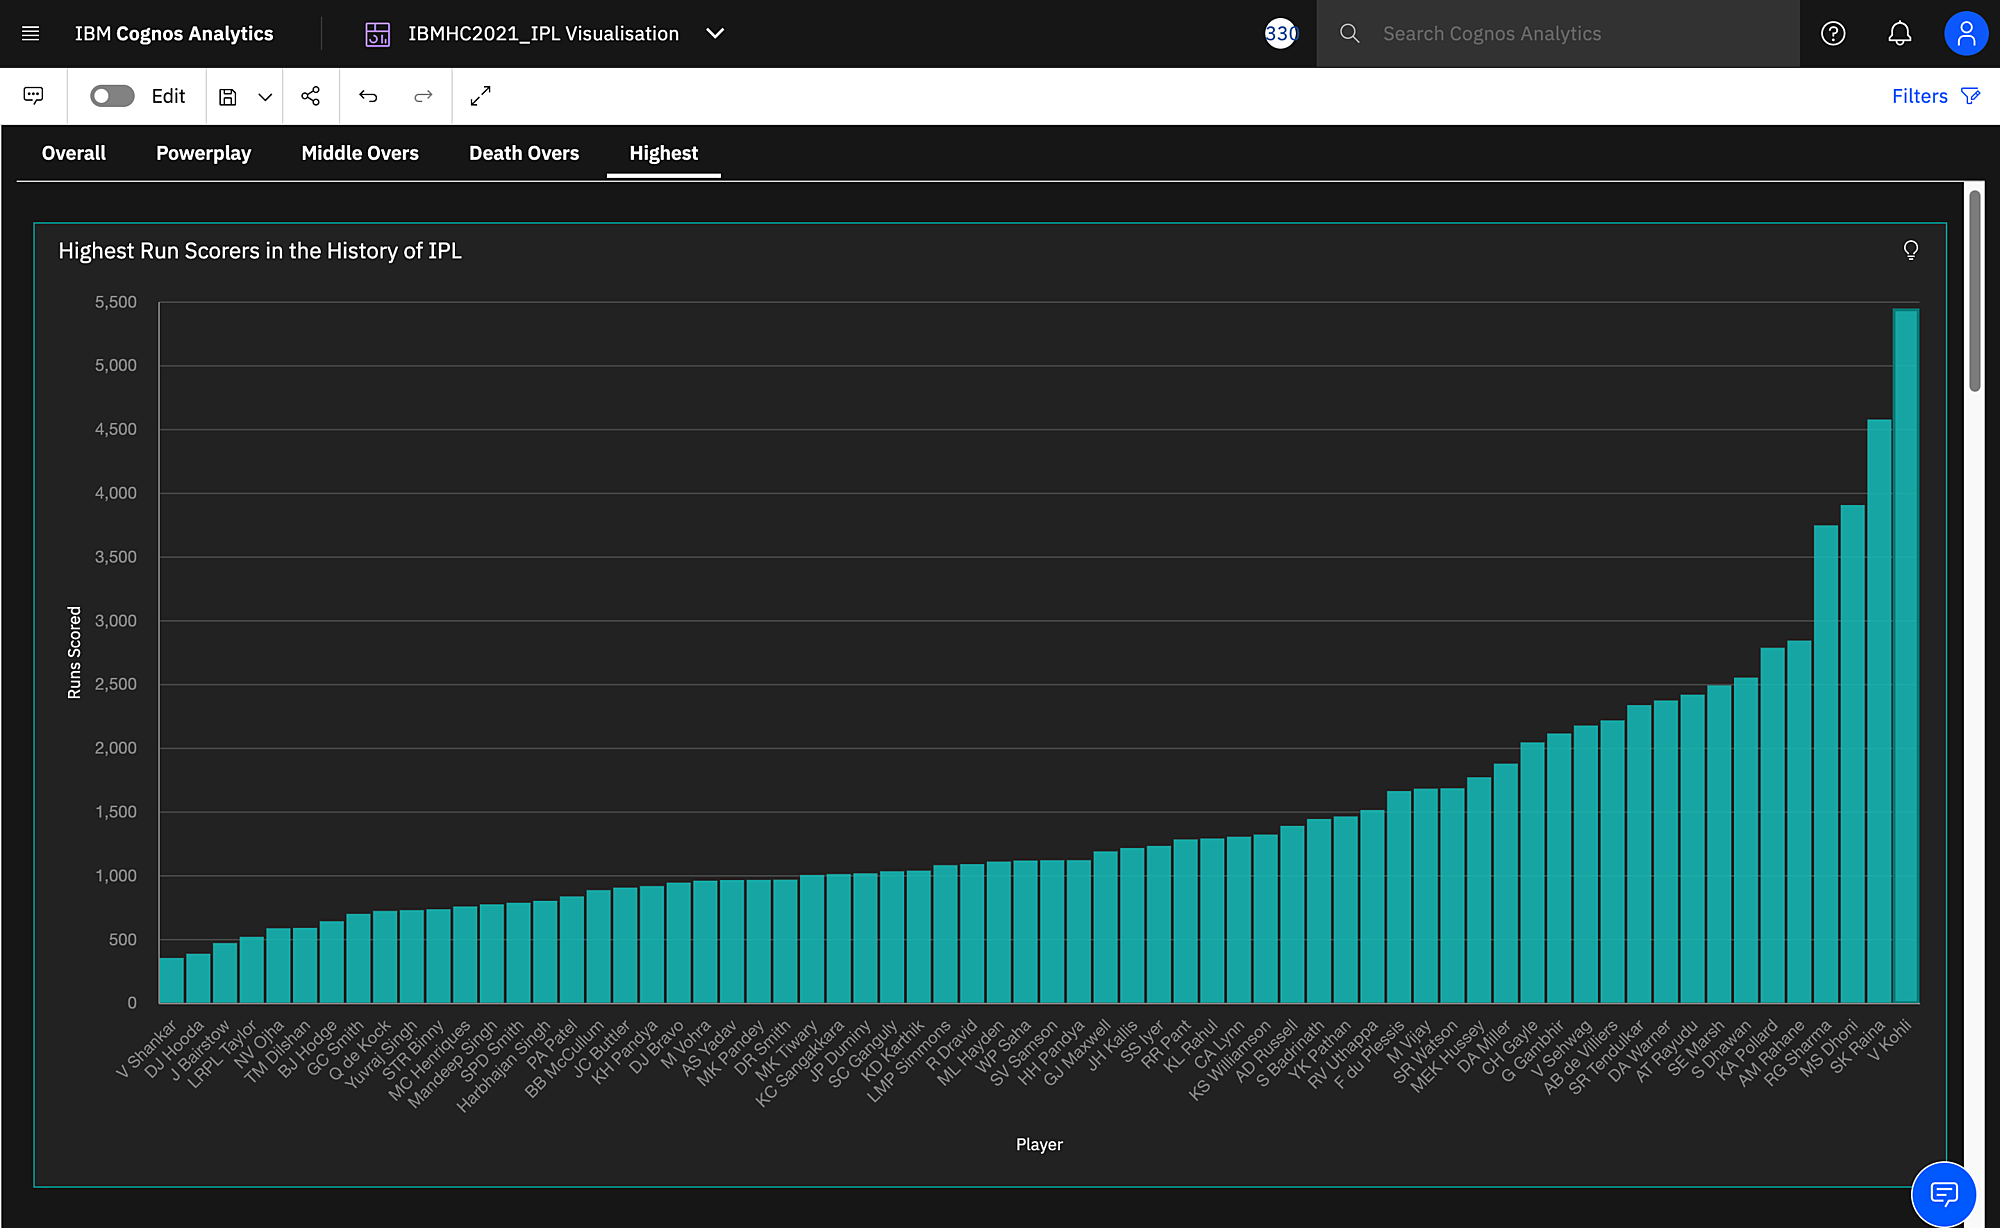 IBM Cognos Analytics
IBMHC2021_IPL Visualisation
330
Search Cognos Analytics
Edit
Filters
Overall
Powerplay
Middle Overs
Death Overs
Highest
Highest Run Scorers in the History of IPL
5,500
5,000
4,500
4,000
3,500
3,000
2,500
2,000
1,500
1,000
500
0
Runs Scored
V Shankar
DJ Hooda
J Bairstow
LRPL Taylor
NV Ojha
TM Dilshan
BJ Hodge
GC Smith
Q de Kock
Yuvraj Singh
STR Binny
MC Henriques
Mandeep Singh
SPD Smith
Harbhajan Singh
PA Patel
BB McCullum
JC Buttler
KH Pandya
DJ Bravo
M Vohra
AS Yadav
MK Pandey
DR Smith
MK Tiwary
KC Sangakkara
JP Duminy
SC Ganguly
KD Karthik
LMP Simmons
R Dravid
ML Hayden
WP Saha
SV Samson
HH Pandya
GJ Maxwell
JH Kallis
SS Iyer
RR Pant
KL Rahul
CA Lynn
KS Williamson
AD Russell
S Badrinath
YK Pathan
RV Uthappa
F du Plessis
M Vijay
SR Watson
MEK Hussey
DA Miller
CH Gayle
G Gambhir
V Sehwag
AB de Villiers
SR Tendulkar
DA Warner
AT Rayudu
SE Marsh
S Dhawan
KA Pollard
AM Rahane
RG Sharma
MS Dhoni
SK Raina
V Kohli
Player